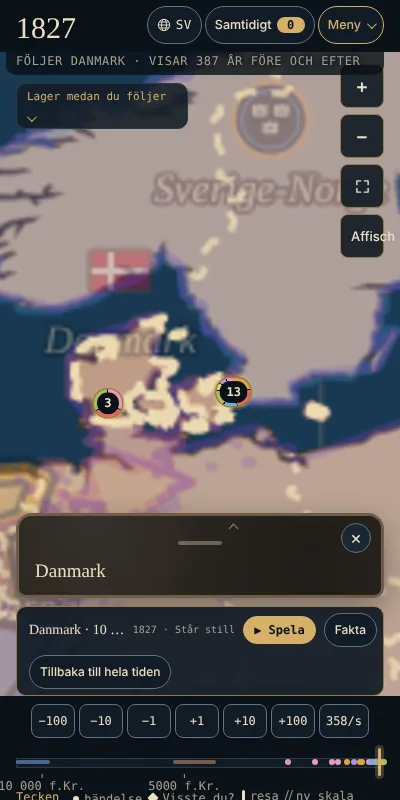 1827
SV
Samtidigt 0
Meny
FÖLJER DANMARK · VISAR 387 ÅR FÖRE OCH EFTER
Lager medan du följer
+
−
Affisch
Sverige-Norge
Danmark
3
13
Danmark
Danmark · 10 …
1827 · Står still
▶ Spela
Fakta
Tillbaka till hela tiden
−100
−10
−1
+1
+10
+100
358/s
10 000 f.Kr.
5000 f.Kr.
Tecken
händelse
Visste du?
resa // ny skala